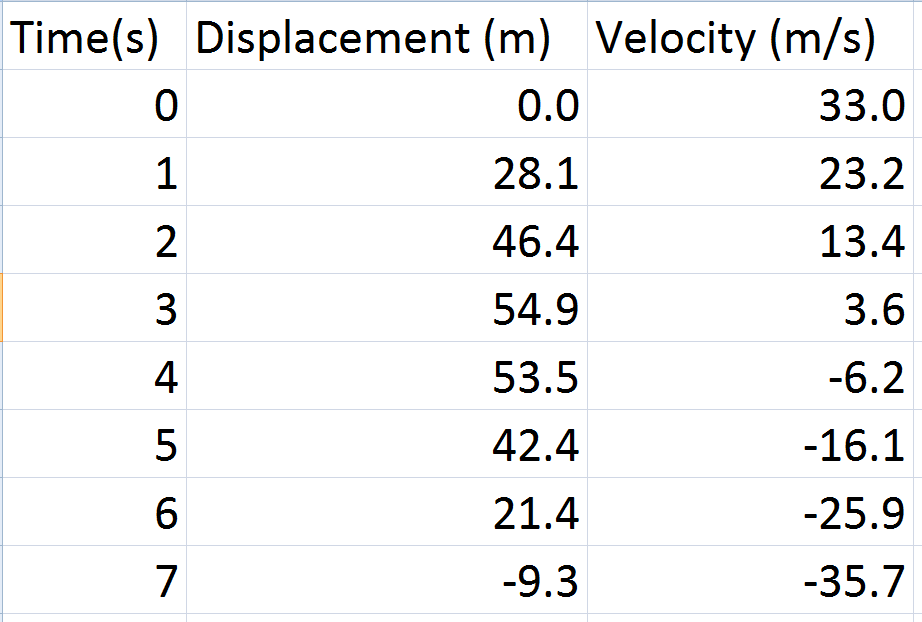 Time(s) Displacement (m) Velocity (m/s)
0 0.0 33.0
1 28.1 23.2
2 46.4 13.4
3 54.9 3.6
4 53.5 -6.2
5 42.4 -16.1
6 21.4 -25.9
7 -9.3 -35.7